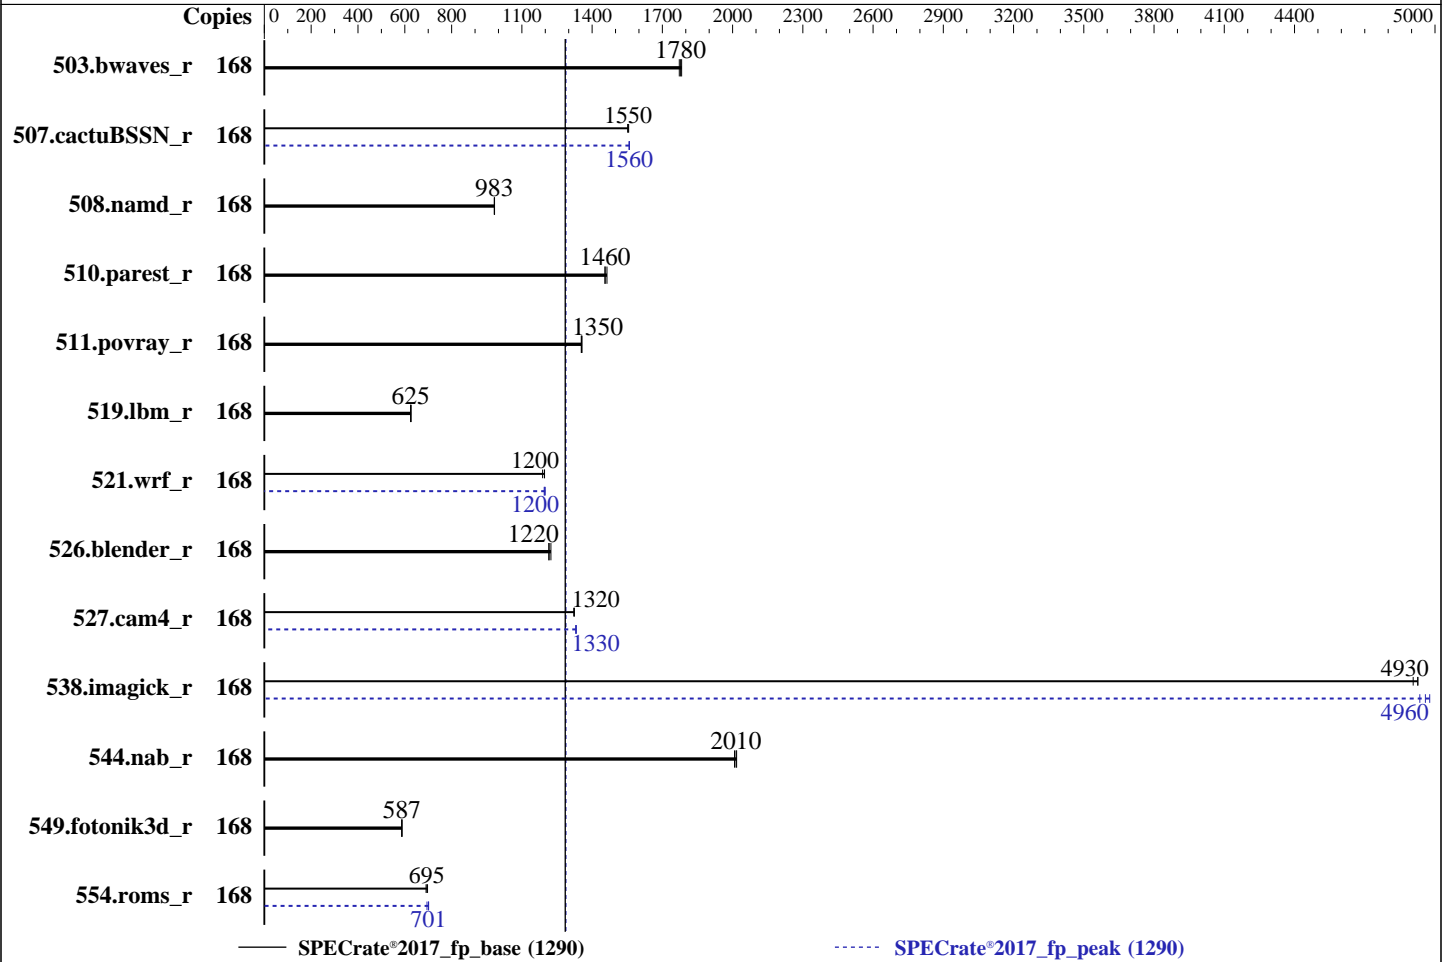 Copies 0 200 400 600 800 1100 1400 1700 2000 2300 2600 2900 3200 3500 3800 4100 4400 5000
503.bwaves_r 168 1780
507.cactuBSSN_r 168 1550
1560
508.namd_r 168 983
510.parest_r 168 1460
511.povray_r 168 1350
519.lbm_r 168 625
521.wrf_r 168 1200
1200
526.blender_r 168 1220
527.cam4_r 168 1320
1330
538.imagick_r 168 4930
4960
544.nab_r 168 2010
549.fotonik3d_r 168 587
554.roms_r 168 695
701
SPECrate®2017_fp_base (1290) SPECrate®2017_fp_peak (1290)